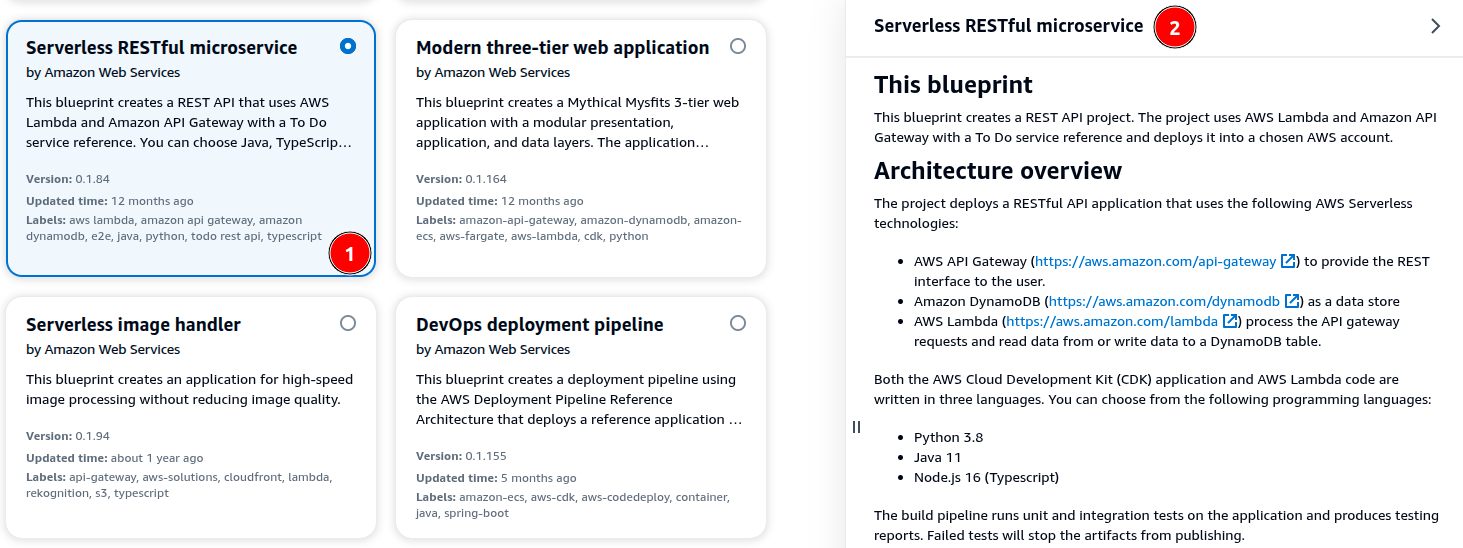 Serverless RESTful microservice
by Amazon Web Services
This blueprint creates a REST API that uses AWS
Lambda and Amazon API Gateway with a To Do
service reference. You can choose Java, TypeScrip...
Version: 0.1.84
Updated time: 12 months ago
Labels: aws lambda, amazon api gateway, amazon
dynamodb, e2e, java, python, todo rest api, typescript
1
Modern three-tier web application
by Amazon Web Services
This blueprint creates a Mythical Mysfits 3-tier web
application with a modular presentation,
application, and data layers. The application...
Version: 0.1.164
Updated time: 12 months ago
Labels: amazon-api-gateway, amazon-dynamodb, amazon-
ecs, aws-fargate, aws-lambda, cdk, python
Serverless image handler
by Amazon Web Services
This blueprint creates an application for high-speed
image processing without reducing image quality.
Version: 0.1.94
Updated time: about 1 year ago
Labels: api-gateway, aws-solutions, cloudfront, lambda,
rekognition, s3, typescript
DevOps deployment pipeline
by Amazon Web Services
This blueprint creates a deployment pipeline using
the AWS Deployment Pipeline Reference
Architecture that deploys a reference application ...
Version: 0.1.155
Updated time: 5 months ago
Labels: amazon-ecs, aws-cdk, aws-codedeploy, container,
java, spring-boot
Serverless RESTful microservice 2
This blueprint
This blueprint creates a REST API project. The project uses AWS Lambda and Amazon API
Gateway with a To Do service reference and deploys it into a chosen AWS account.
Architecture overview
The project deploys a RESTful API application that uses the following AWS Serverless
technologies:
• AWS API Gateway (https://aws.amazon.com/api-gateway) to provide the REST
interface to the user.
• Amazon DynamoDB (https://aws.amazon.com/dynamodb) as a data store
• AWS Lambda (https://aws.amazon.com/lambda) process the API gateway
requests and read data from or write data to a DynamoDB table.
Both the AWS Cloud Development Kit (CDK) application and AWS Lambda code are
written in three languages. You can choose from the following programming languages:
• Python 3.8
• Java 11
• Node.js 16 (Typescript)
The build pipeline runs unit and integration tests on the application and produces testing
reports. Failed tests will stop the artifacts from publishing.